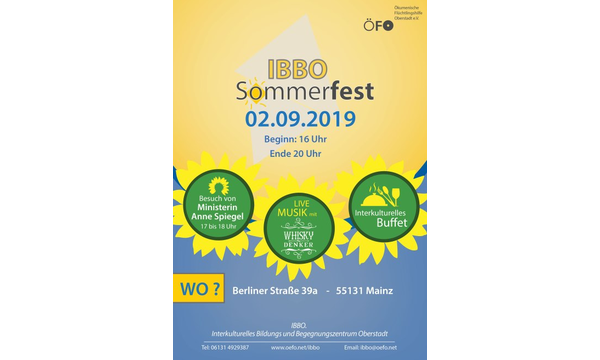 Ökumenische
Flüchtlingshilfe
Oberstadt e.V.
ÖFO
IBBO
Sommerfest
02.09.2019
Beginn: 16 Uhr
Ende 20 Uhr
Besuch von
Ministerin
Anne Spiegel
17 bis 18 Uhr
LIVE
MUSIK mit
WHISKY
DENKER
Interkulturelles
Buffet
WO ?
Berliner Straße 39a - 55131 Mainz
IBBO.
Interkulturelles Bildungs und Begegnungszentrum Oberstadt
Tel: 06131 4929387 www.oefo.net/ibbo Email: ibbo@oefo.net